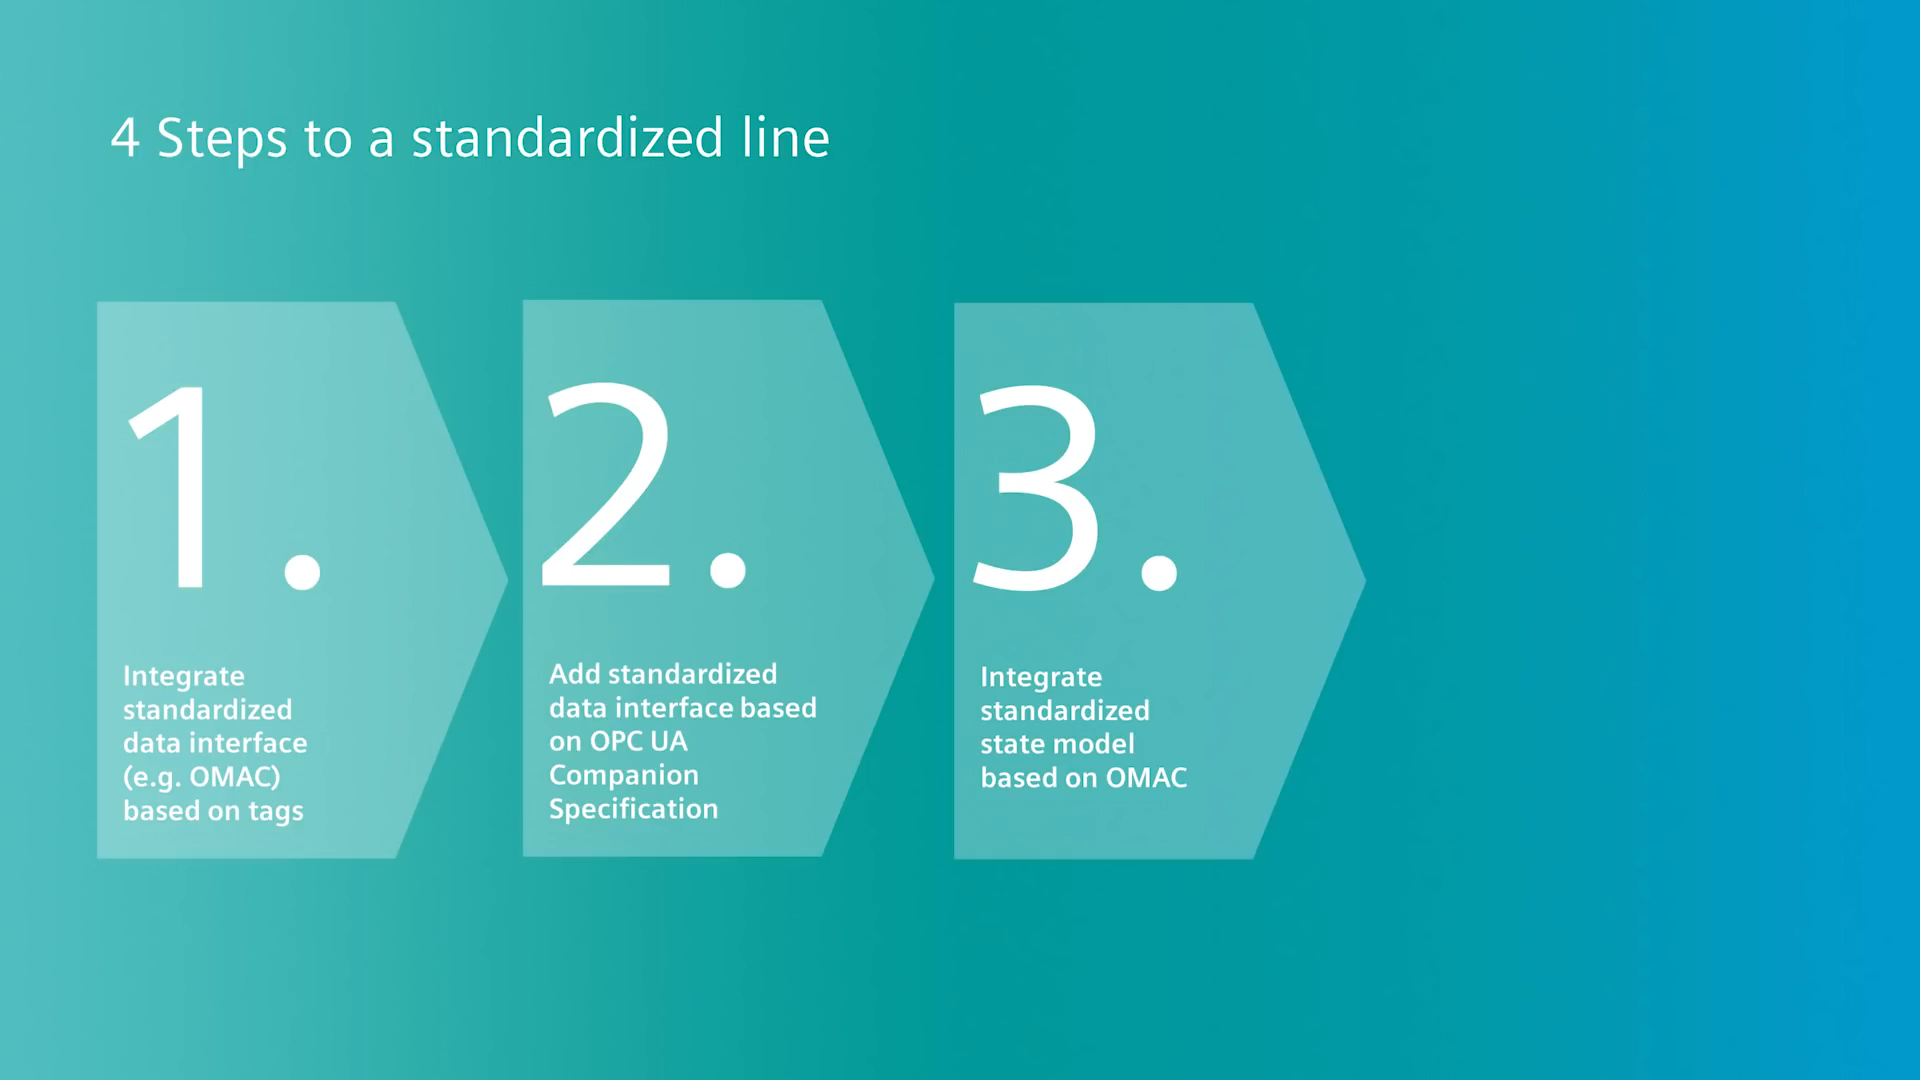 4 Steps to a standardized line
1.
Integrate
standardized
data interface
(e.g. OMAC)
based on tags
2.
Add standardized
data interface based
on OPC UA
Companion
Specification
3.
Integrate
standardized
state model
based on OMAC